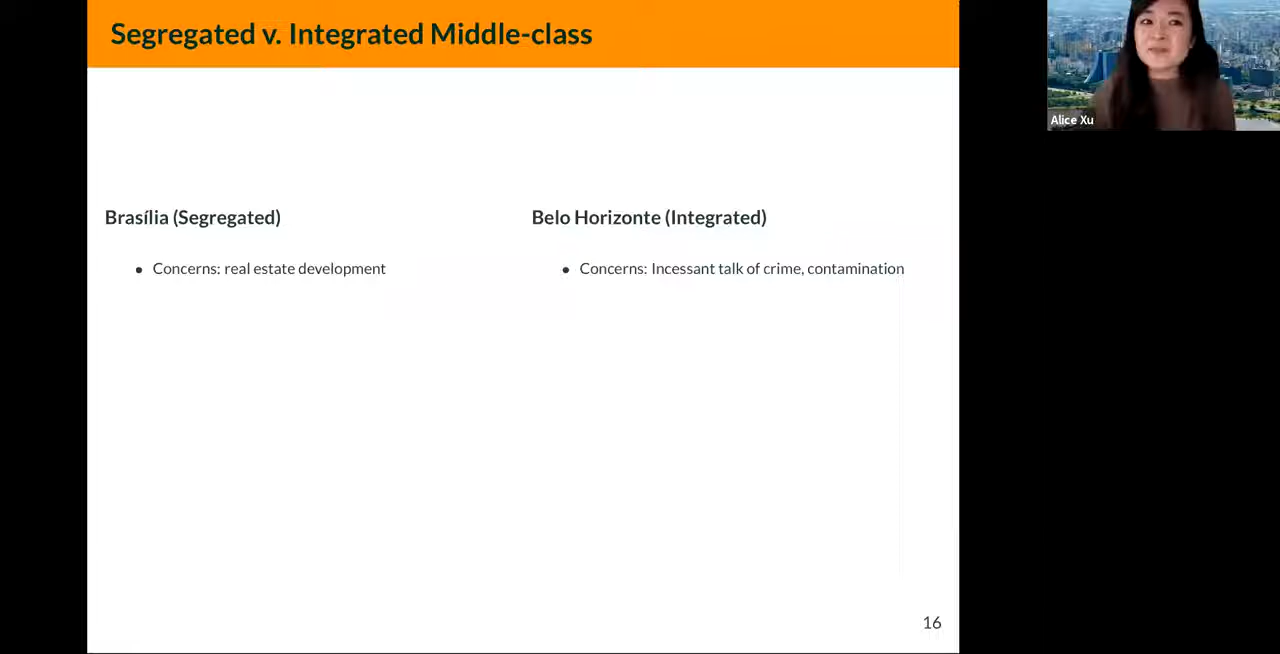 Segregated v. Integrated Middle-class
Alice Xu
Brasília (Segregated)
• Concerns: real estate development
Belo Horizonte (Integrated)
• Concerns: Incessant talk of crime, contamination
16